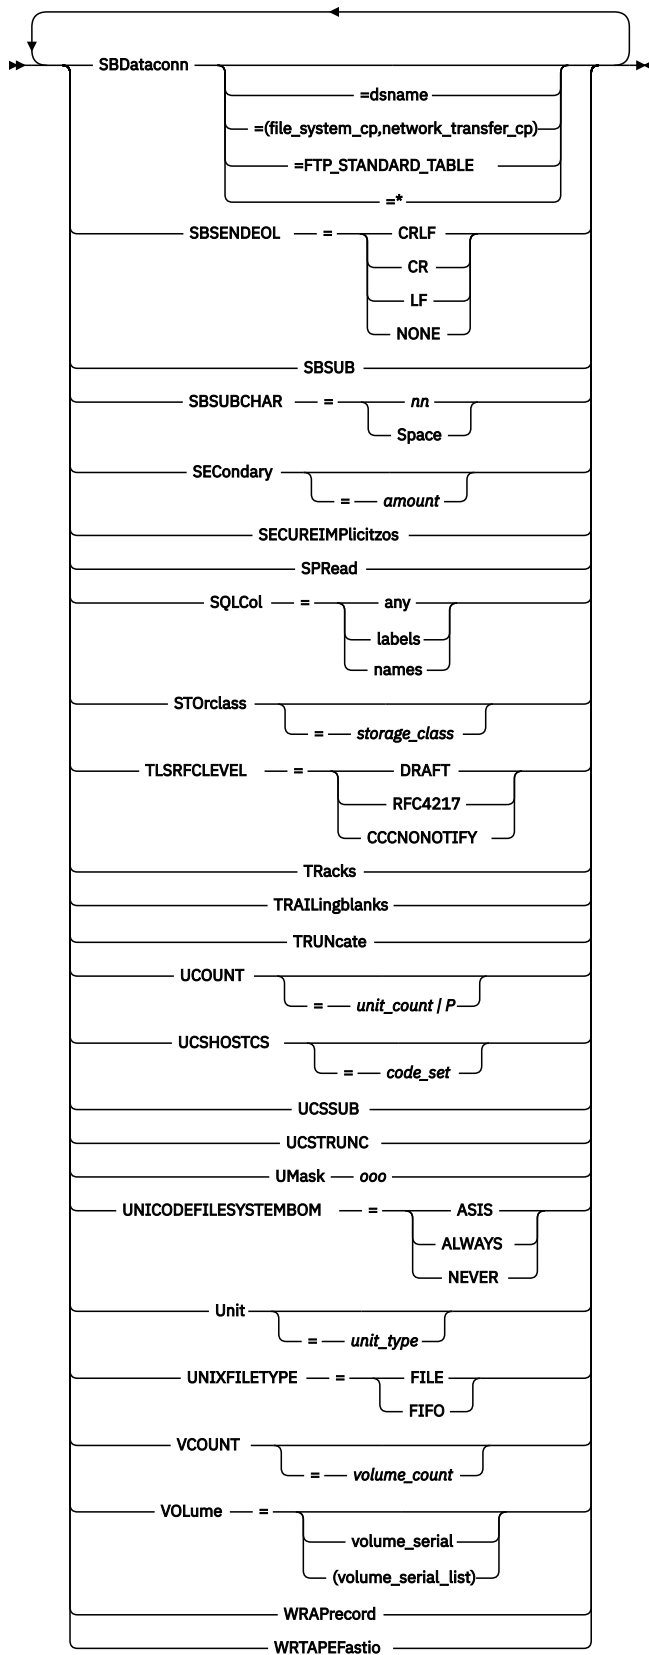 SBDataconn
=dsname
=(file_system_cp,network_transfer_cp)
=FTP_STANDARD_TABLE
=*
SBSENDEOL = CRLF
CR
LF
NONE
SBSUB
SBSUBCHAR = nn
Space
SECondary
= amount
SECUREIMPlicitzos
SPRead
SQLCol = any
labels
names
STOrclass
= storage_class
TLSRFCLEVEL = DRAFT
RFC4217
CCCNONOTIFY
TRacks
TRAILingblanks
TRUNcate
UCOUNT
= unit_count | P
UCSHOSTCS
= code_set
UCSSUB
UCSTRUNC
UMask ooo
UNICODEFILESYSTEMBOM = ASIS
ALWAYS
NEVER
Unit
= unit_type
UNIXFILETYPE = FILE
FIFO
VCOUNT
= volume_count
VOLume =
volume_serial
(volume_serial_list)
WRAPrecord
WRTAPEFastio